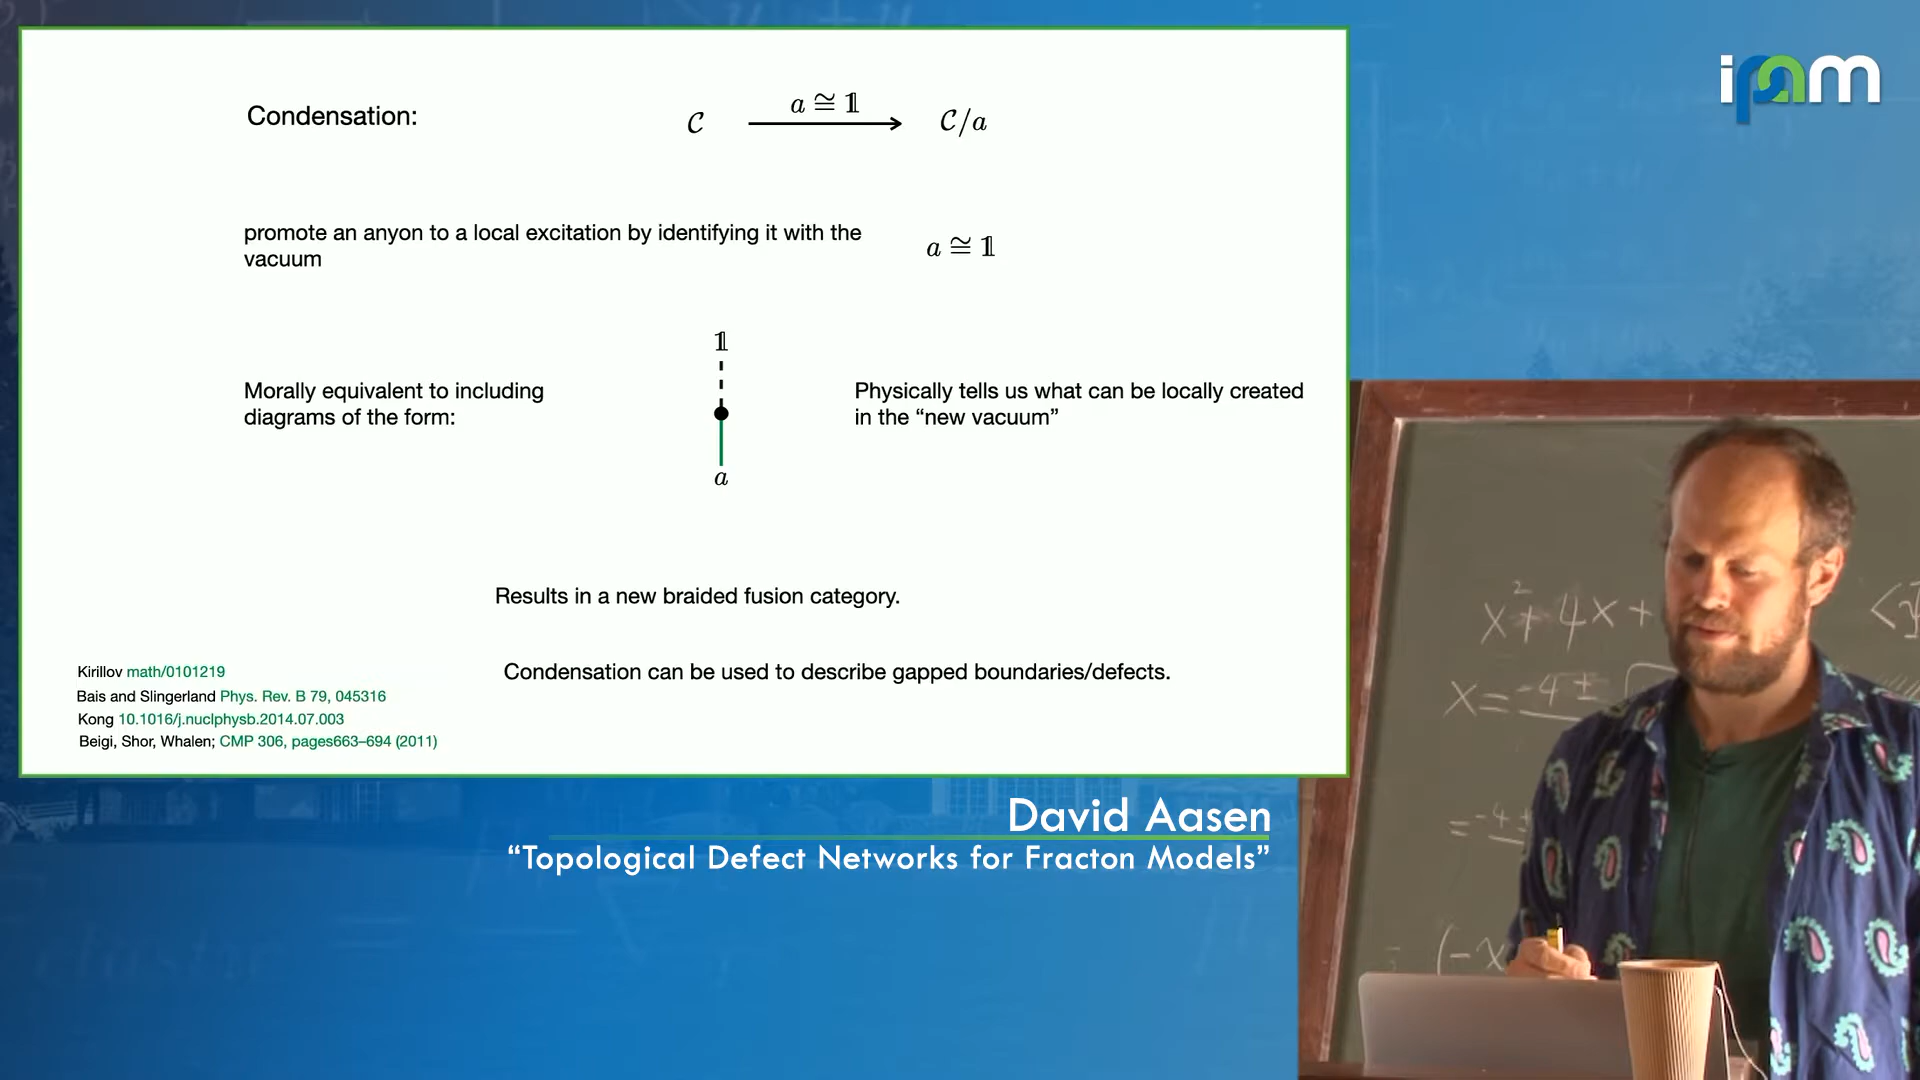 ipam
Condensation:
𝒞 a ≅ 𝟙 𝒞/a
promote an anyon to a local excitation by identifying it with the
vacuum
a ≅ 𝟙
𝟙
Morally equivalent to including
diagrams of the form:
a
Physically tells us what can be locally created
in the “new vacuum”
Results in a new braided fusion category.
Condensation can be used to describe gapped boundaries/defects.
Kirillov math/0101219
Bais and Slingerland Phys. Rev. B 79, 045316
Kong 10.1016/j.nuclphysb.2014.07.003
Beigi, Shor, Whalen; CMP 306, pages663–694 (2011)
David Aasen
“Topological Defect Networks for Fracton Models”
x² + 4x +
x = -4 ±